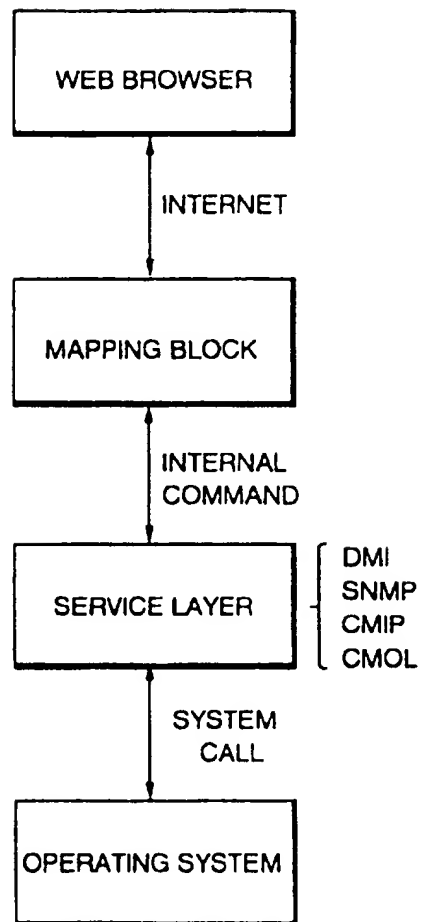 WEB BROWSER
INTERNET
MAPPING BLOCK
INTERNAL
COMMAND
SERVICE LAYER
DMI
SNMP
CMIP
CMOL
SYSTEM
CALL
OPERATING SYSTEM